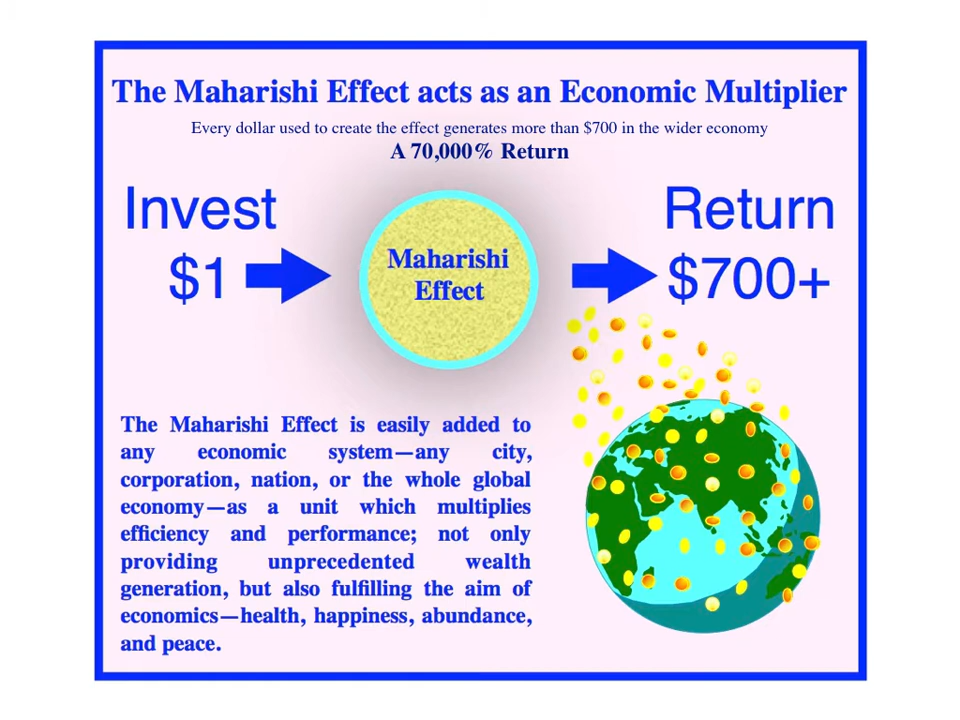 The Maharishi Effect acts as an Economic Multiplier
Every dollar used to create the effect generates more than $700 in the wider economy
A 70,000% Return
Invest
$1
Maharishi
Effect
Return
$700+
The Maharishi Effect is easily added to
any economic system—any city,
corporation, nation, or the whole global
economy—as a unit which multiplies
efficiency and performance; not only
providing unprecedented wealth
generation, but also fulfilling the aim of
economics—health, happiness, abundance,
and peace.